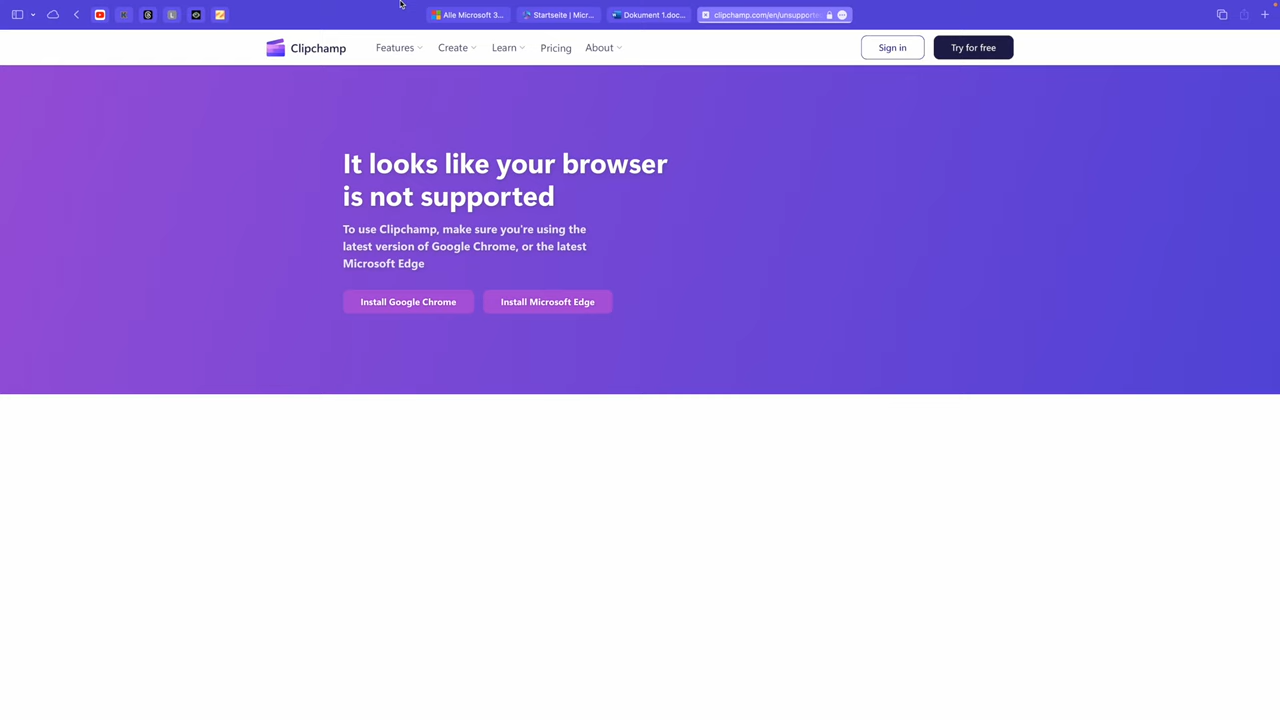 Alle Microsoft 3...
Startseite | Micr...
Dokument 1.doc...
clipchamp.com/en/unsupporte
Clipchamp
Features
Create
Learn
Pricing
About
Sign in
Try for free
It looks like your browser
is not supported
To use Clipchamp, make sure you're using the
latest version of Google Chrome, or the latest
Microsoft Edge
Install Google Chrome
Install Microsoft Edge